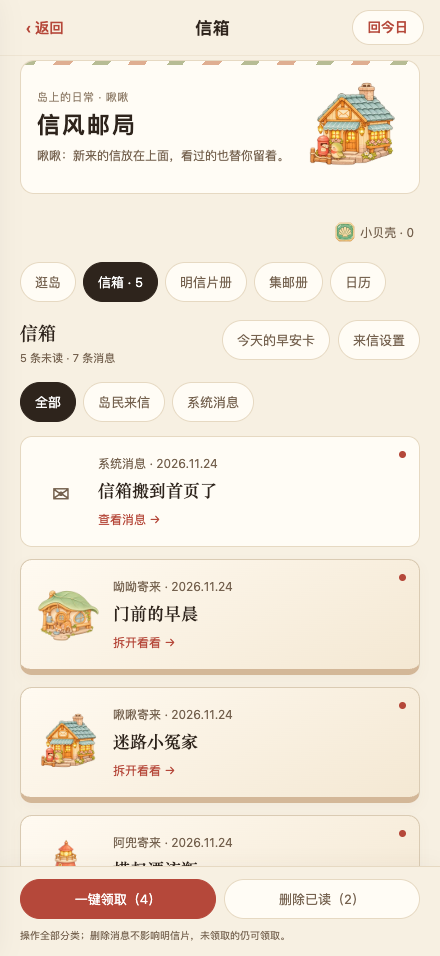 ‹ 返回
信箱
回今日
岛上的日常 · 啾啾
信风邮局
啾啾：新来的信放在上面，看过的也替你留着。
小贝壳 · 0
逛岛
信箱 · 5
明信片册
集邮册
日历
信箱
5 条未读 · 7 条消息
今天的早安卡
来信设置
全部
岛民来信
系统消息
系统消息 · 2026.11.24
信箱搬到首页了
查看消息 →
呦呦寄来 · 2026.11.24
门前的早晨
拆开看看 →
啾啾寄来 · 2026.11.24
迷路小冤家
拆开看看 →
阿兜寄来 · 2026.11.24
一键领取（4）
删除已读（2）
操作全部分类；删除消息不影响明信片，未领取的仍可领取。